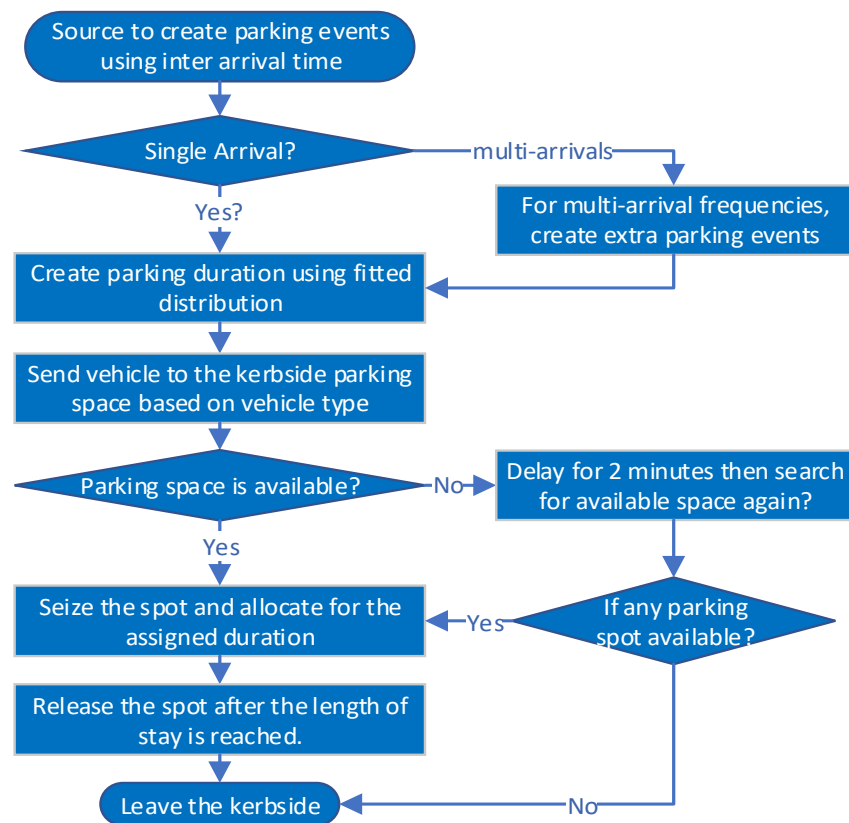 Source to create parking events
using inter arrival time
Single Arrival?
multi-arrivals
Yes?
For multi-arrival frequencies,
create extra parking events
Create parking duration using fitted
distribution
Send vehicle to the kerbside parking
space based on vehicle type
Parking space is available?
No
Delay for 2 minutes then search
for available space again?
Yes
Seize the spot and allocate for the
assigned duration
Yes
If any parking
spot available?
Release the spot after the length of
stay is reached.
Leave the kerbside
No